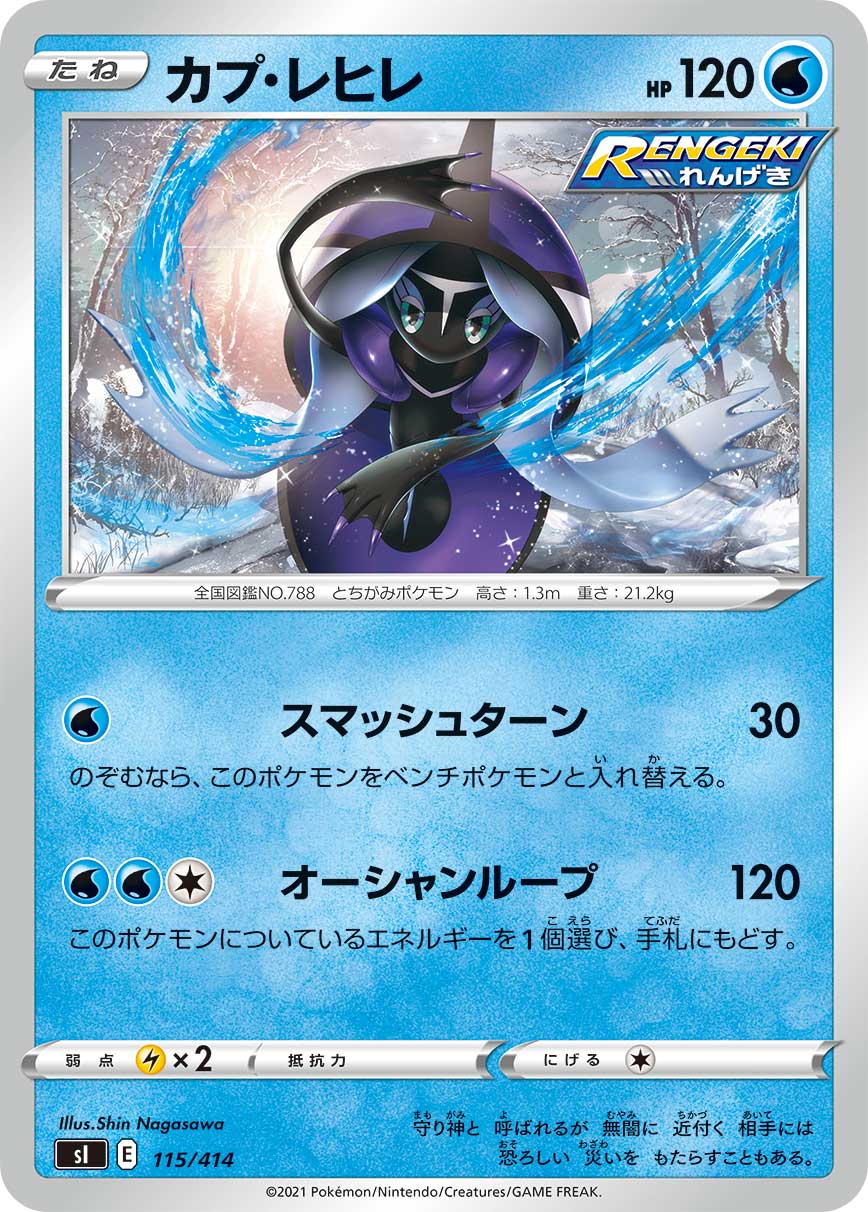 たね カプ・レヒレ HP 120
RENGEKI
れんげき
全国図鑑NO.788 とちがみポケモン 高さ:1.3m 重さ:21.2kg
スマッシュターン 30
のぞむなら、このポケモンをベンチポケモンと入れ替える。
オーシャンループ 120
このポケモンについているエネルギーを1個選び、手札にもどす。
弱点 ×2 抵抗力 にげる
Illus.Shin Nagasawa
sI E 115/414
守り神と 呼ばれるが 無闇に 近付く 相手には
恐ろしい 災いを もたらすこともある。
©2021 Pokémon/Nintendo/Creatures/GAME FREAK.